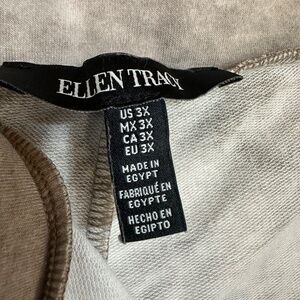 ELLEN TRACY
US 3X
MX 3X
CA 3X
EU 3X
MADE IN
EGYPT
FABRIQUÉ EN
EGYPTE
HECHO EN
EGIPTO